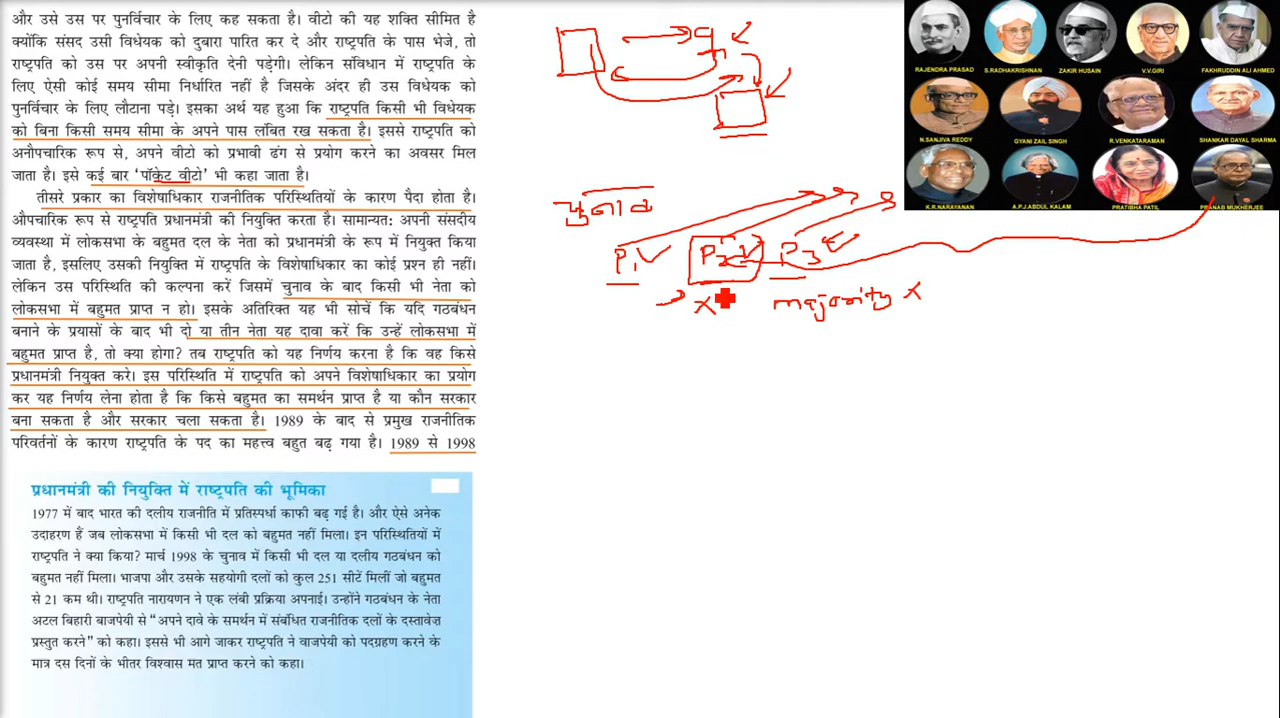 और उसे उस पर पुनर्विचार के लिए कह सकता है। वीटो की यह शक्ति सीमित है
क्योंकि संसद उसी विधेयक को दुबारा पारित कर दे और राष्ट्रपति के पास भेजे, तो
राष्ट्रपति को उस पर अपनी स्वीकृति देनी पड़ेगी। लेकिन संविधान में राष्ट्रपति के
लिए ऐसी कोई समय सीमा निर्धारित नहीं है जिसके अंदर ही उस विधेयक को
पुनर्विचार के लिए लौटाना पड़े। इसका अर्थ यह हुआ कि राष्ट्रपति किसी भी विधेयक
को बिना किसी समय सीमा के अपने पास लंबित रख सकता है। इससे राष्ट्रपति को
अनौपचारिक रूप से, अपने वीटो को प्रभावी ढंग से प्रयोग करने का अवसर मिल
जाता है। इसे कई बार ‘पॉकेट वीटो’ भी कहा जाता है।
तीसरे प्रकार का विशेषाधिकार राजनीतिक परिस्थितियों के कारण पैदा होता है।
औपचारिक रूप से राष्ट्रपति प्रधानमंत्री की नियुक्ति करता है। सामान्यत: अपनी संसदीय
व्यवस्था में लोकसभा के बहुमत दल के नेता को प्रधानमंत्री के रूप में नियुक्त किया
जाता है, इसलिए उसकी नियुक्ति में राष्ट्रपति के विशेषाधिकार का कोई प्रश्न ही नहीं।
लेकिन उस परिस्थिति की कल्पना करें जिसमें चुनाव के बाद किसी भी नेता को
लोकसभा में बहुमत प्राप्त न हो। इसके अतिरिक्त यह भी सोचें कि यदि गठबंधन
बनाने के प्रयासों के बाद भी दो या तीन नेता यह दावा करें कि उन्हें लोकसभा में
बहुमत प्राप्त है, तो क्या होगा? तब राष्ट्रपति को यह निर्णय करना है कि वह किसे
प्रधानमंत्री नियुक्त करे। इस परिस्थिति में राष्ट्रपति को अपने विशेषाधिकार का प्रयोग
कर यह निर्णय लेना होता है कि किसे बहुमत का समर्थन प्राप्त है या कौन सरकार
बना सकता है और सरकार चला सकता है। 1989 के बाद से प्रमुख राजनीतिक
परिवर्तनों के कारण राष्ट्रपति के पद का महत्त्व बहुत बढ़ गया है। 1989 से 1998
प्रधानमंत्री की नियुक्ति में राष्ट्रपति की भूमिका
1977 में बाद भारत की दलीय राजनीति में प्रतिस्पर्धा काफी बढ़ गई है। और ऐसे अनेक
उदाहरण हैं जब लोकसभा में किसी भी दल को बहुमत नहीं मिला। इन परिस्थितियों में
राष्ट्रपति ने क्या किया? मार्च 1998 के चुनाव में किसी भी दल या दलीय गठबंधन को
बहुमत नहीं मिला। भाजपा और उसके सहयोगी दलों को कुल 251 सीटें मिलीं जो बहुमत
से 21 कम थी। राष्ट्रपति नारायणन ने एक लंबी प्रक्रिया अपनाई। उन्होंने गठबंधन के नेता
अटल बिहारी बाजपेयी से “अपने दावे के समर्थन में संबंधित राजनीतिक दलों के दस्तावेज़
प्रस्तुत करने” को कहा। इससे भी आगे जाकर राष्ट्रपति ने वाजपेयी को पदग्रहण करने के
मात्र दस दिनों के भीतर विश्वास मत प्राप्त करने को कहा।
चुनाव
P1 P2 P3
majority x
RAJENDRA PRASAD S.RADHAKRISHNAN ZAKIR HUSAIN V.V.GIRI FAKHRUDDIN ALI AHMED
N.SANJIVA REDDY GYANI ZAIL SINGH R.VENKATARAMAN SHANKAR DAYAL SHARMA
K.R.NARAYANAN A.P.J.ABDUL KALAM PRATIBHA PATIL PRANAB MUKHERJEE